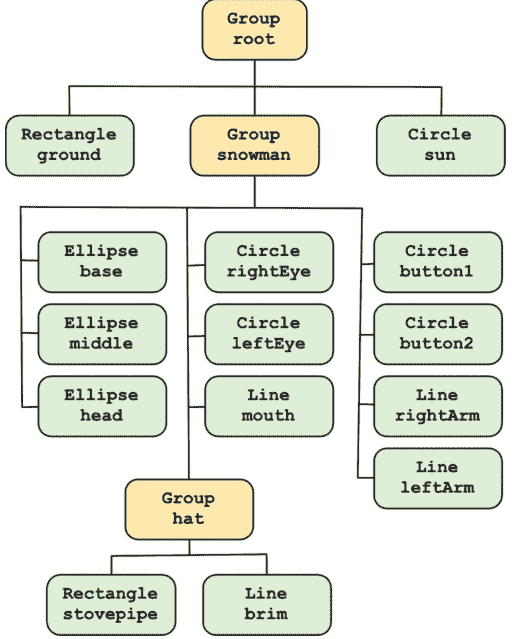 Group
root
Rectangle
ground
Group
snowman
Circle
sun
Ellipse
base
Circle
rightEye
Circle
button1
Ellipse
middle
Circle
leftEye
Circle
button2
Ellipse
head
Line
mouth
Line
rightArm
Line
leftArm
Group
hat
Rectangle
stovepipe
Line
brim